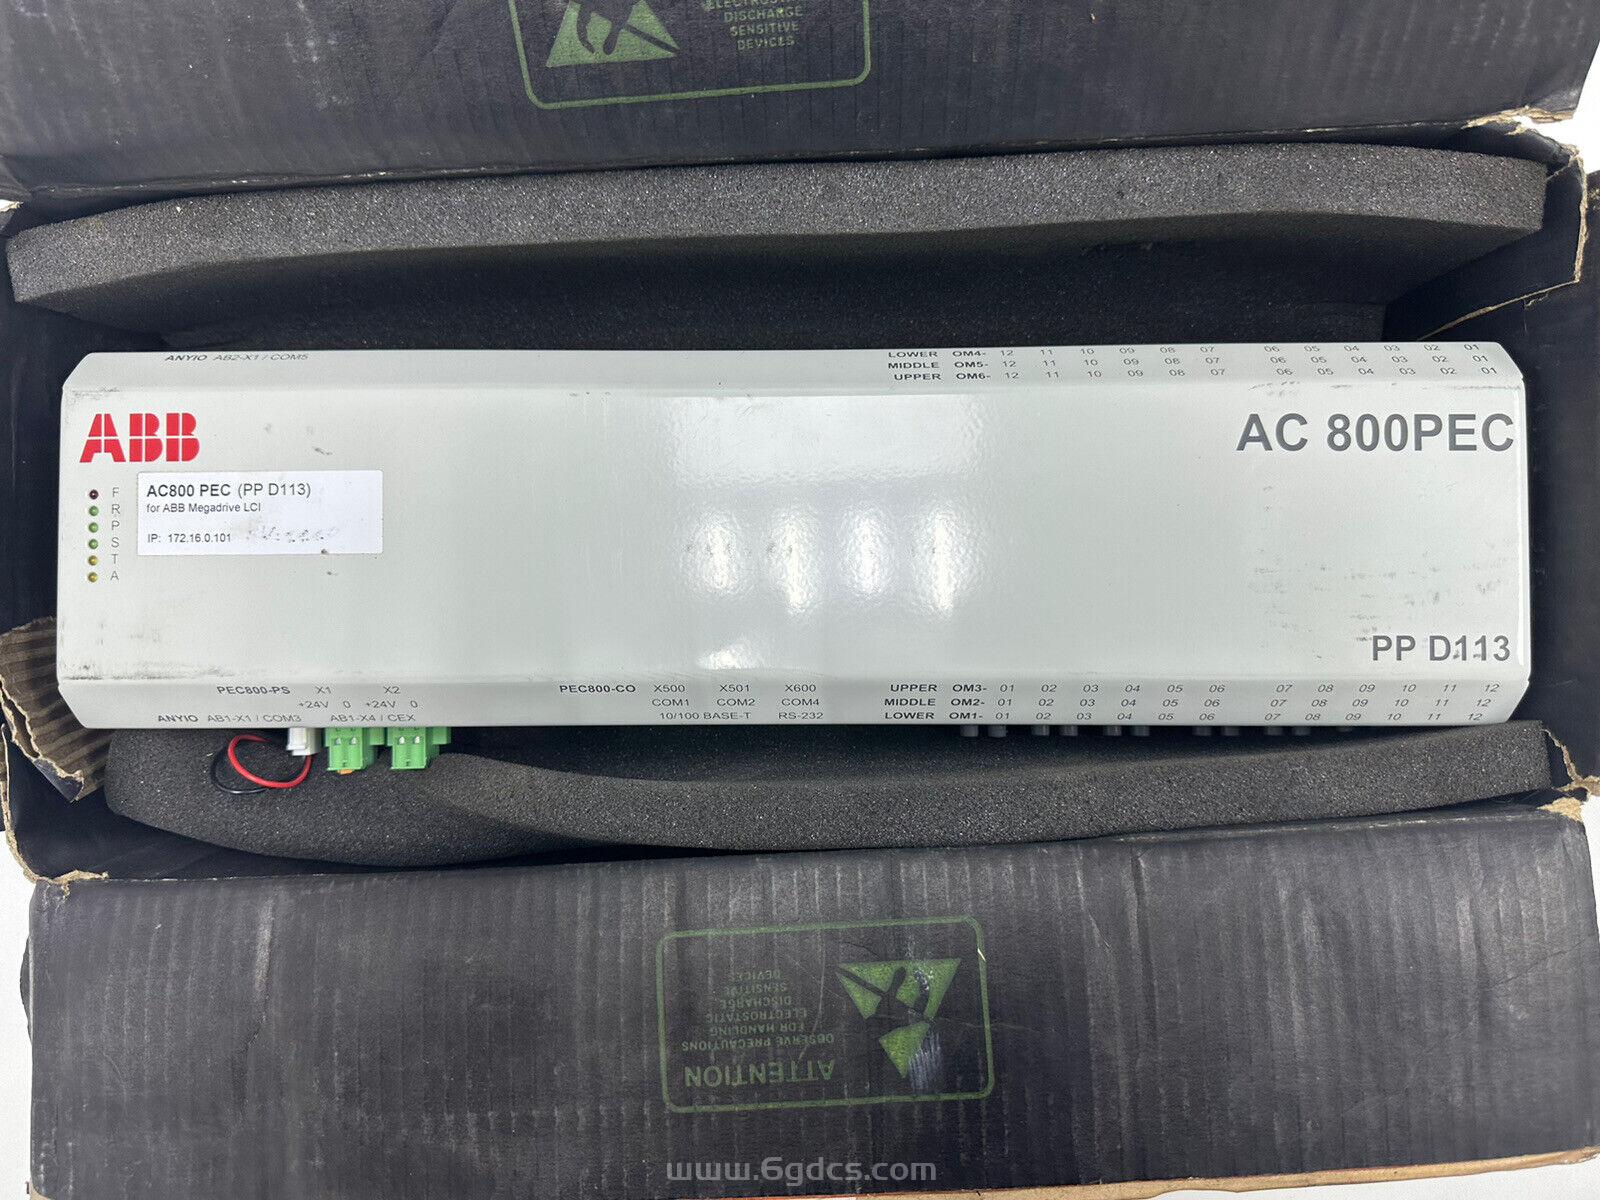 DISCHARGE
SENSITIVE
DEVICES
ANYIO AB2-X1 / COM5
LOWER OM4- 12 11 10 09 08 07 06 05 04 03 02 01
MIDDLE OM5- 12 11 10 09 08 07 06 05 04 03 02 01
UPPER OM6- 12 11 10 09 08 07 06 05 04 03 02 01
ABB
AC 800PEC
F
R
P
S
T
A
AC800 PEC (PP D113)
for ABB Megadrive LCI
IP: 172.16.0.101
PP D113
PEC800-PS X1 X2
+24V 0 +24V 0
ANYIO AB1-X1 / COM3 AB1-X4 / CEX
PEC800-CO X500 X501 X600
COM1 COM2 COM4
10/100 BASE-T RS-232
UPPER OM3- 01 02 03 04 05 06 07 08 09 10 11 12
MIDDLE OM2- 01 02 03 04 05 06 07 08 09 10 11 12
LOWER OM1- 01 02 03 04 05 06 07 08 09 10 11 12
ATTENTION
OBSERVE PRECAUTIONS
FOR HANDLING
ELECTROSTATIC
DISCHARGE
SENSITIVE
DEVICES
www.6gdcs.com